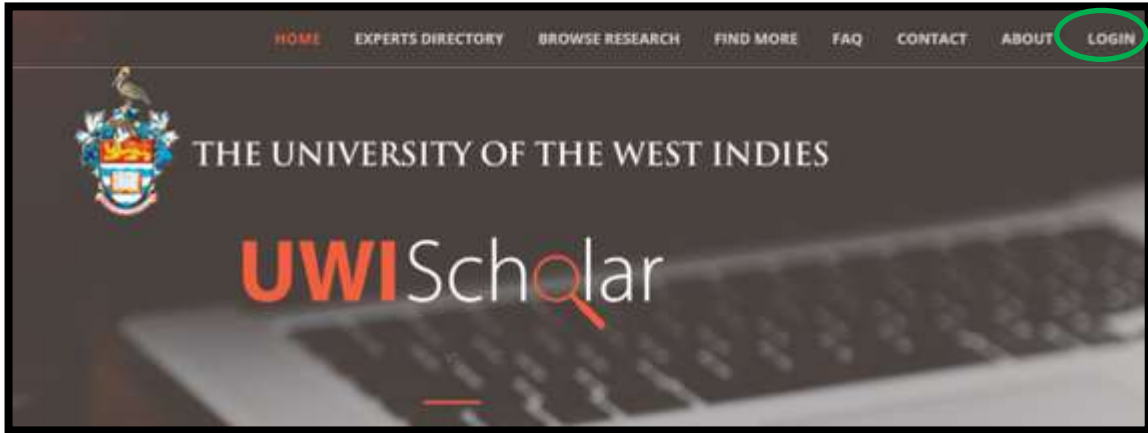 HOME EXPERTS DIRECTORY BROWSE RESEARCH FIND MORE FAQ CONTACT ABOUT LOGIN
THE UNIVERSITY OF THE WEST INDIES
UWIScholar